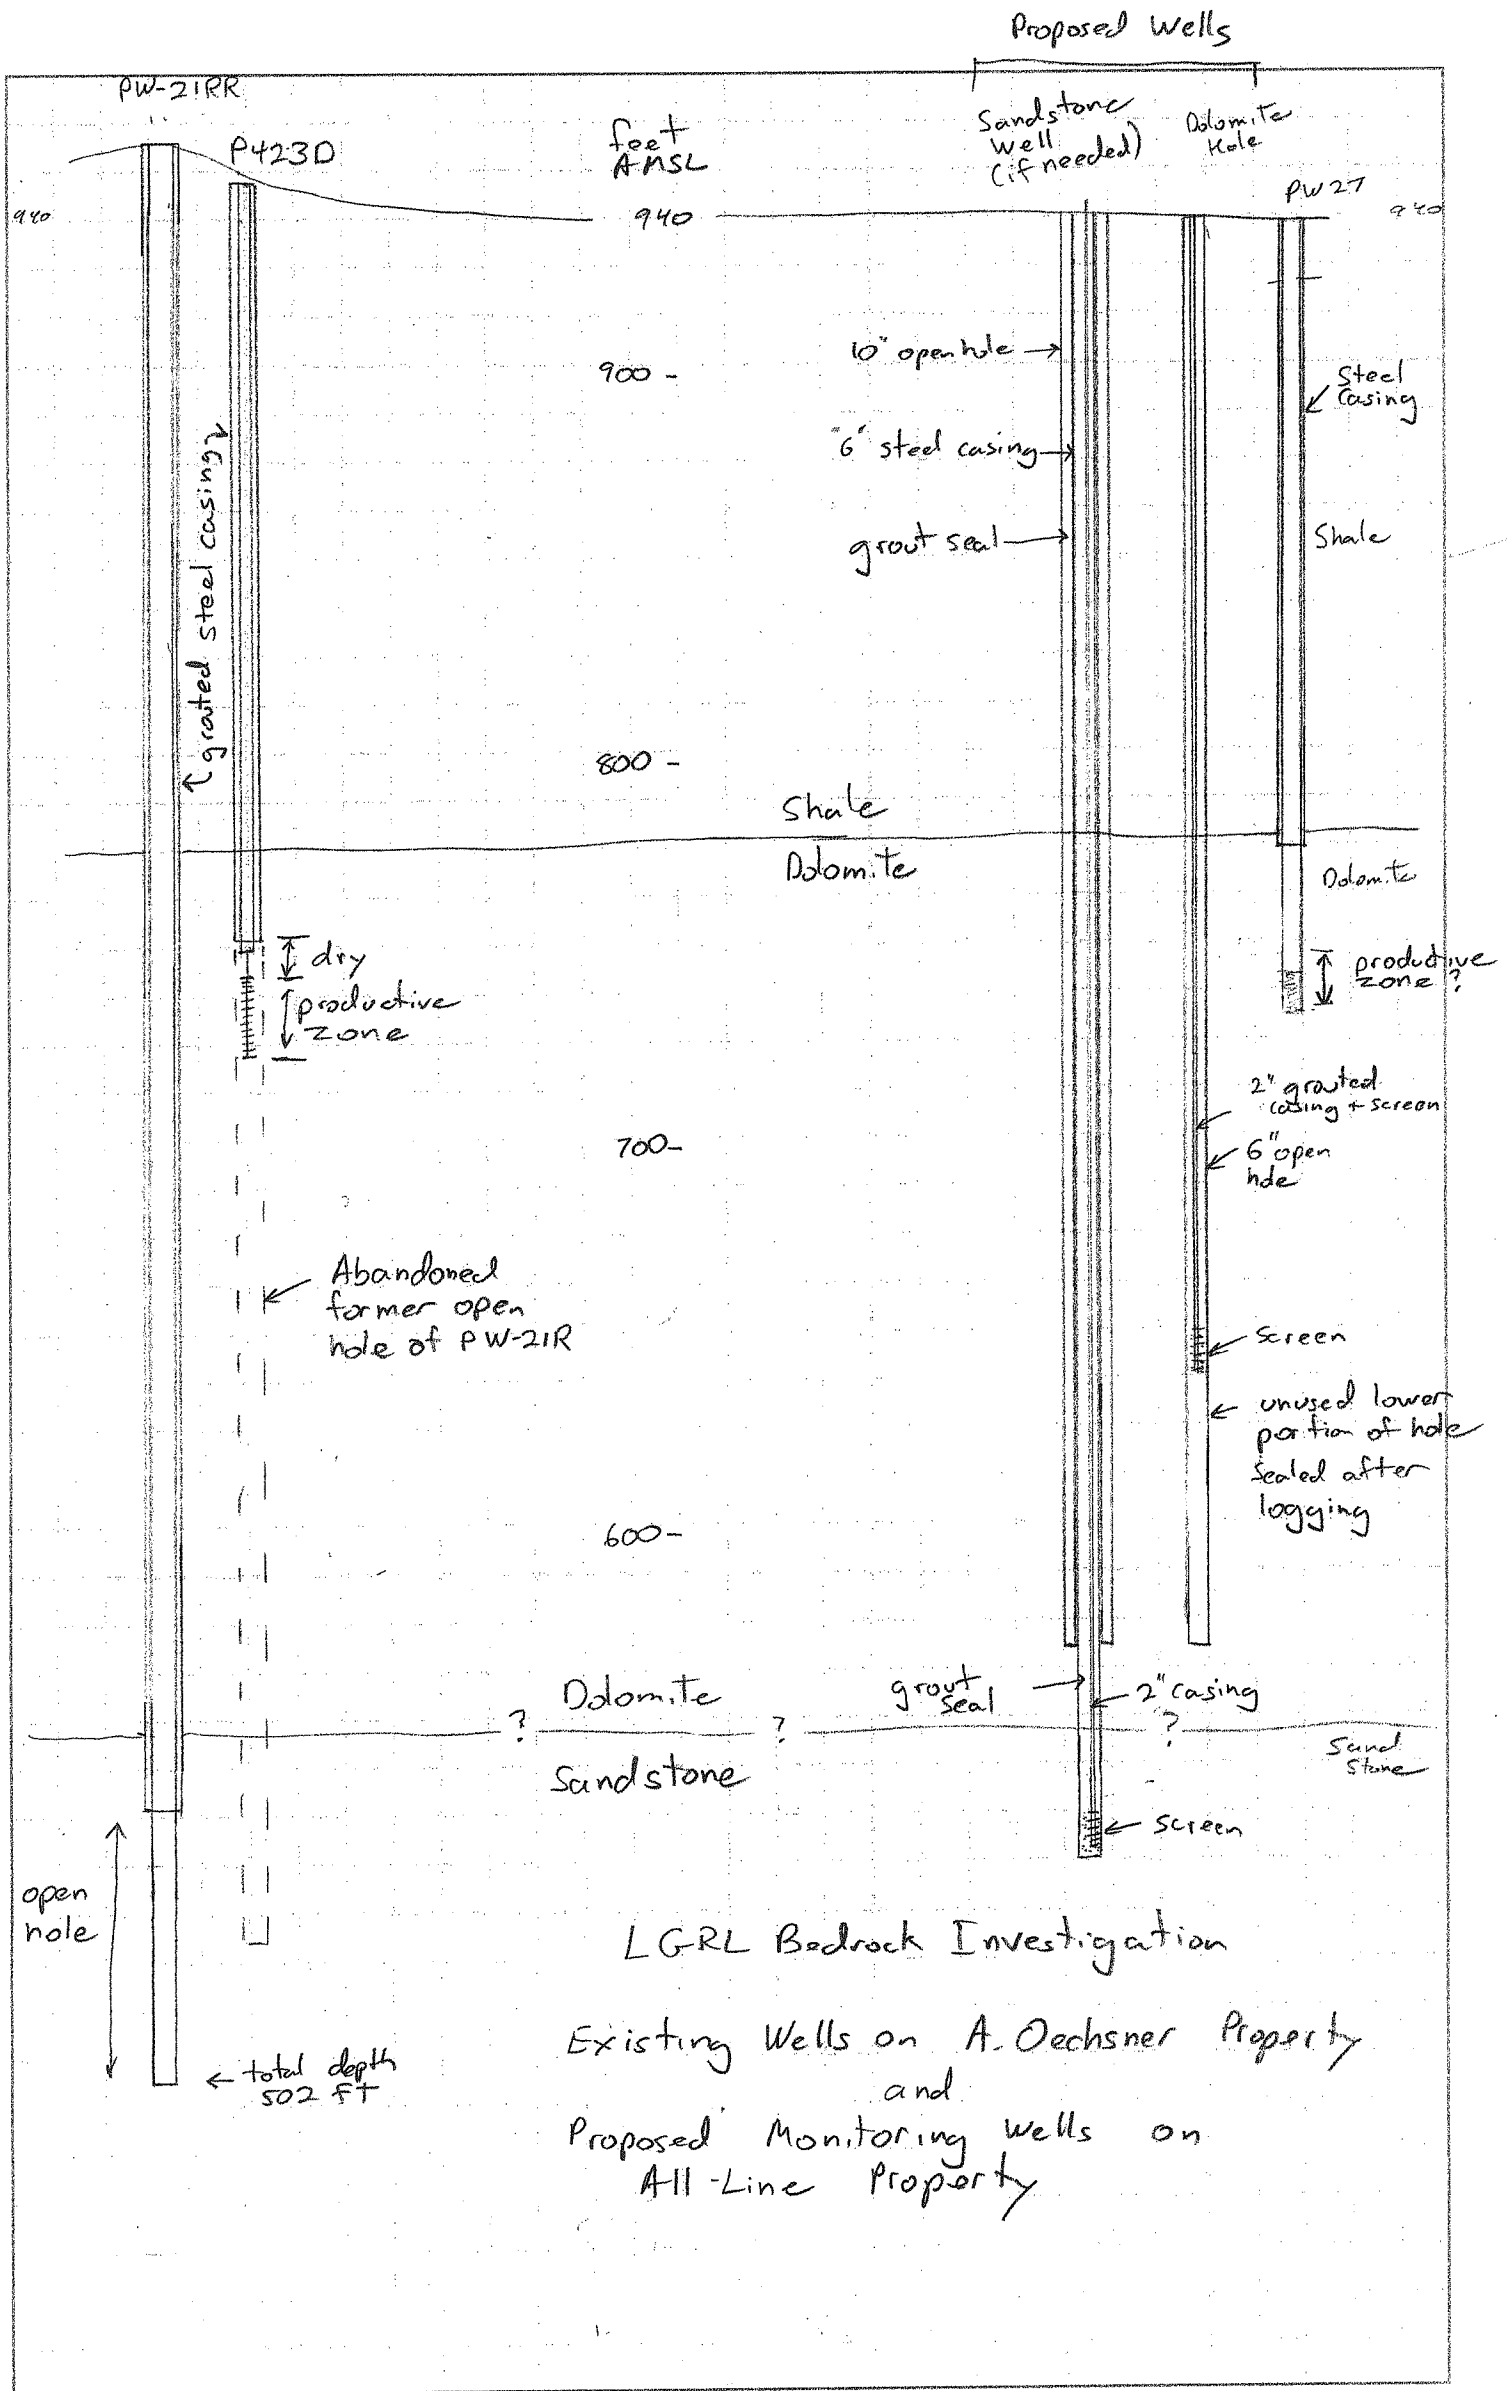 Proposed Wells
PW-21RR
P423D
feet
AMSL
Sandstone
well
(if needed)
Dolomite
Hole
PW27
940
940
940
10" open hole
900 -
Steel
Casing
"6" steel casing
grouted steel casings
grout seal
Shale
800 -
Shale
Dolomite
Dolomite
dry
productive
zone
productive
zone ?
2" grouted
casing + screen
700-
6" open
hole
Abandoned
former open
hole of PW-21R
screen
unused lower
portion of hole
sealed after
logging
600-
Dolomite
grout
seal
2" casing
?
?
?
Sandstone
Sand
Stone
screen
open
hole
LGRL Bedrock Investigation
Existing Wells on A. Oechsner Property
and
Proposed Monitoring Wells on
All-Line Property
total depth
502 ft